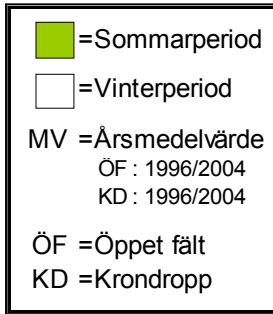 =Sommarperiod
=Vinterperiod
MV =Årsmedelvärde
ÖF : 1996/2004
KD : 1996/2004
ÖF =Öppet fält
KD =Krondropp